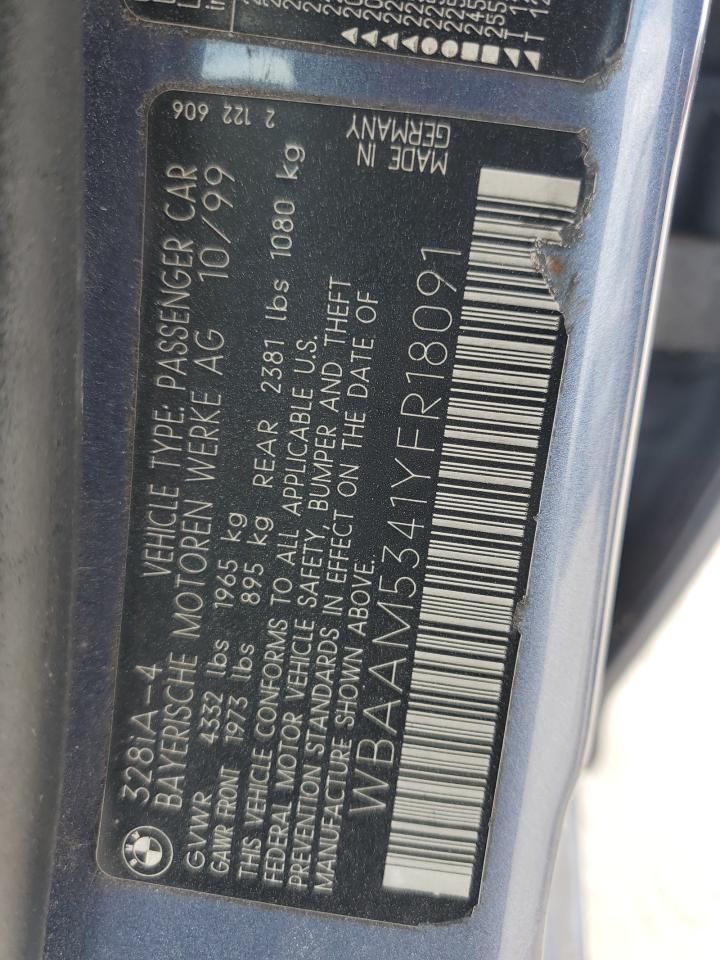 328iA-4 VEHICLE TYPE: PASSENGER CAR
BAYERISCHE MOTOREN WERKE AG 10/99
GVWR 4332 lbs 1965 kg
GAWR FRONT 1973 lbs 895 kg REAR 2381 lbs 1080 kg
THIS VEHICLE CONFORMS TO ALL APPLICABLE U.S.
FEDERAL MOTOR VEHICLE SAFETY, BUMPER AND THEFT
PREVENTION STANDARDS IN EFFECT ON THE DATE OF
MANUFACTURE SHOWN ABOVE.
WBAAM5341YFR18091
2 122 606
MADE IN
GERMANY